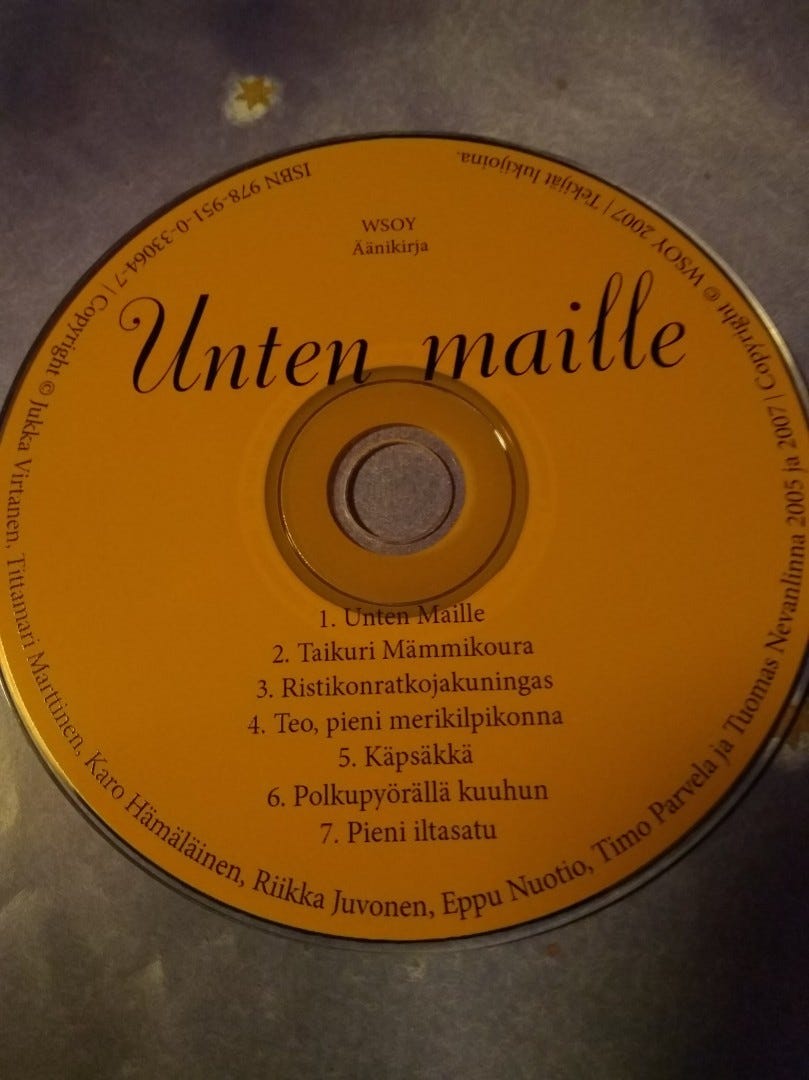 WSOY
Äänikirja
Unten maille
1. Unten Maille
2. Taikuri Mämmikoura
3. Ristikonratkojakuningas
4. Teo, pieni merikilpikonna
5. Käpsäkkä
6. Polkupyörällä kuuhun
7. Pieni iltasatu
ISBN 978-951-0-33064-7 | Copyright © Jukka Virtanen, Tittamari Marttinen, Karo Hämäläinen, Riikka Juvonen, Eppu Nuotio, Timo Parvela ja Tuomas Nevanlinna 2005 ja 2007 | Copyright © WSOY 2007 | Tekijät lukijoina.